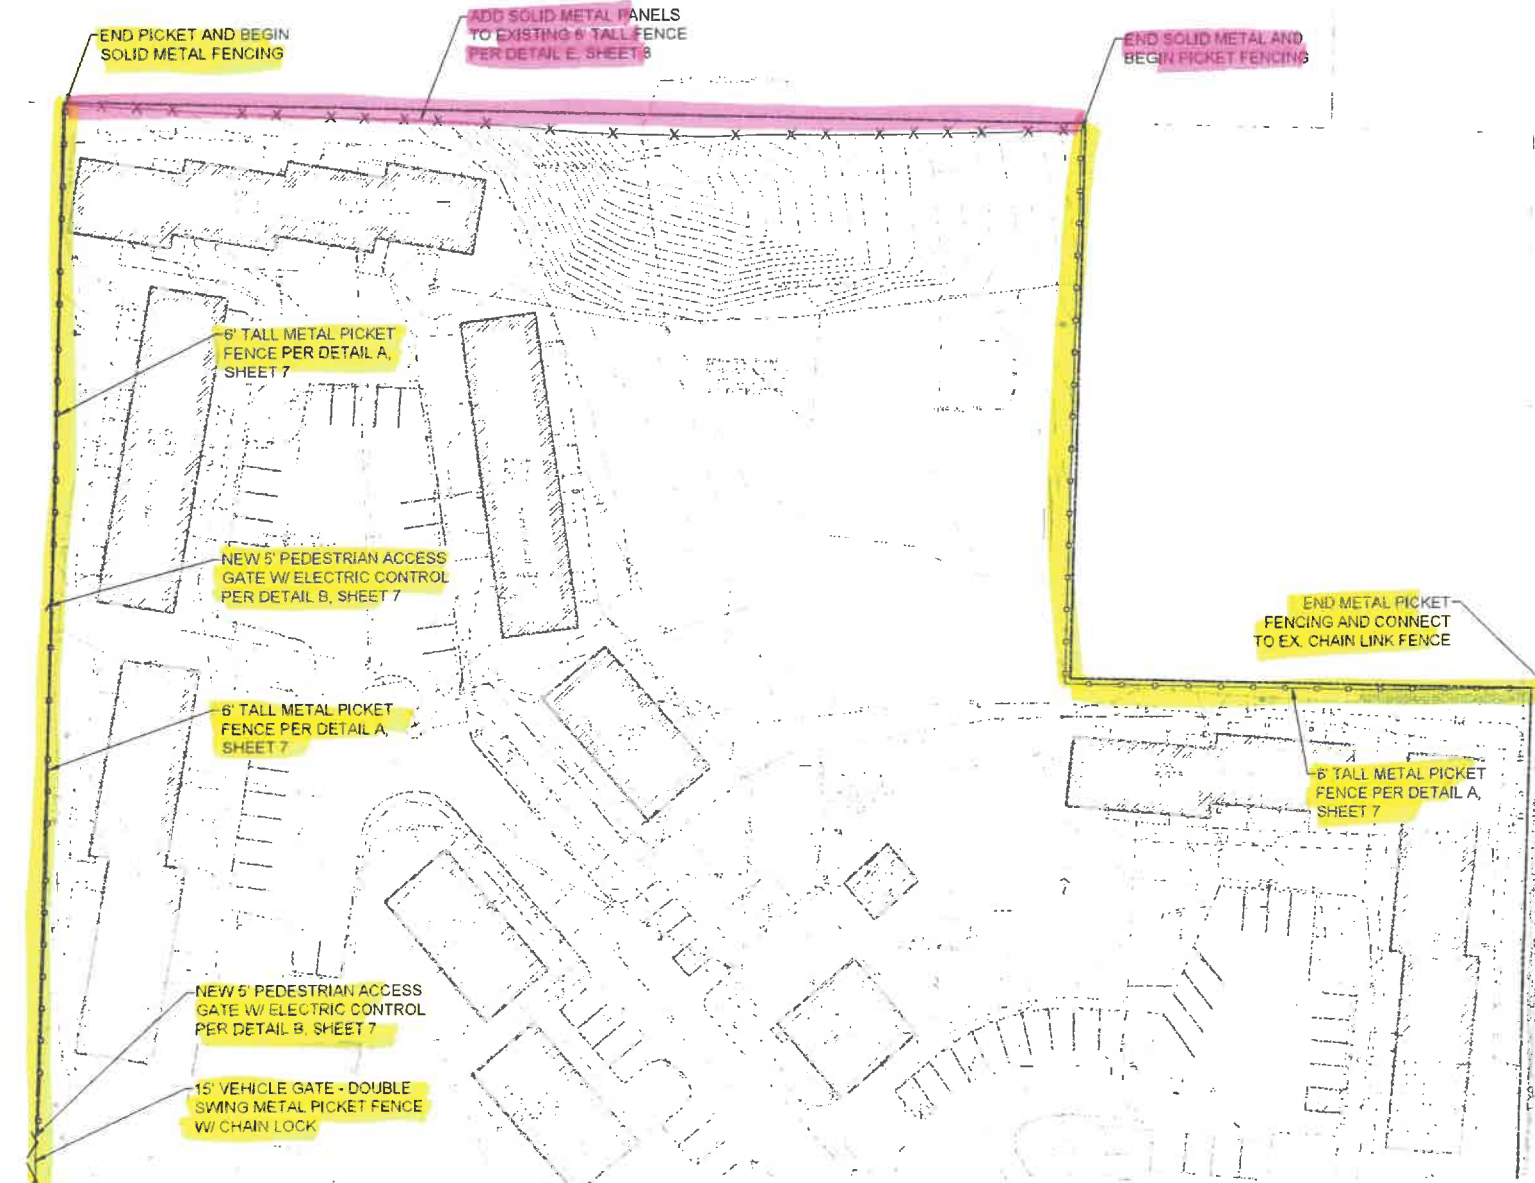 END PICKET AND BEGIN
SOLID METAL FENCING
ADD SOLID METAL PANELS
TO EXISTING 6' TALL FENCE
PER DETAIL E, SHEET 8
END SOLID METAL AND
BEGIN PICKET FENCING
6' TALL METAL PICKET
FENCE PER DETAIL A,
SHEET 7
NEW 5' PEDESTRIAN ACCESS
GATE W/ ELECTRIC CONTROL
PER DETAIL B, SHEET 7
END METAL PICKET
FENCING AND CONNECT
TO EX. CHAIN LINK FENCE
6' TALL METAL PICKET
FENCE PER DETAIL A,
SHEET 7
6' TALL METAL PICKET
FENCE PER DETAIL A,
SHEET 7
NEW 5' PEDESTRIAN ACCESS
GATE W/ ELECTRIC CONTROL
PER DETAIL B, SHEET 7
15' VEHICLE GATE - DOUBLE
SWING METAL PICKET FENCE
W/ CHAIN LOCK